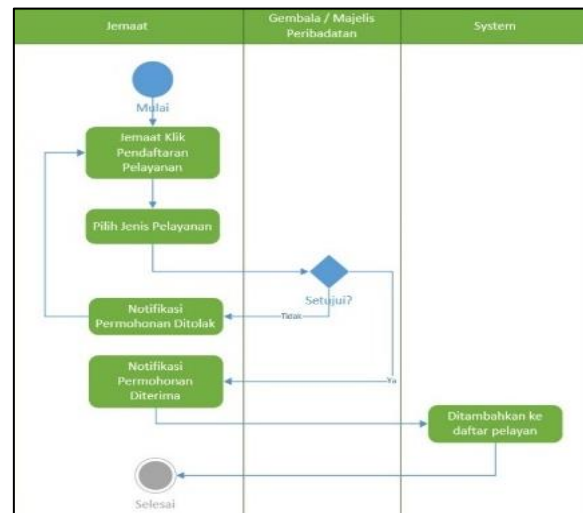 Jemaat
Gembala / Majelis
Peribadatan
System
Mulai
Jemaat Klik
Pendaftaran
Pelayanan
Pilih Jenis Pelayanan
Setujui?
Tidak
Notifikasi
Permohonan Ditolak
Ya
Notifikasi
Permohonan
Diterima
Ditambahkan ke
daftar pelayan
Selesai